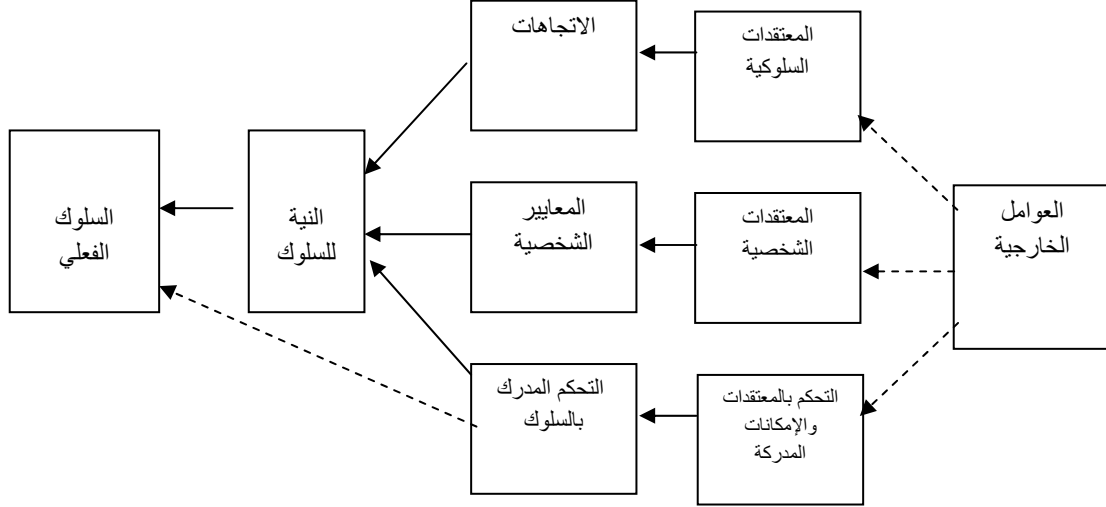 العوامل
الخارجية
المعتقدات
السلوكية
المعتقدات
الشخصية
التحكم بالمعتقدات
والإمكانات
المدركة
الاتجاهات
المعايير
الشخصية
التحكم المدرك
بالسلوك
النية
للسلوك
السلوك
الفعلي